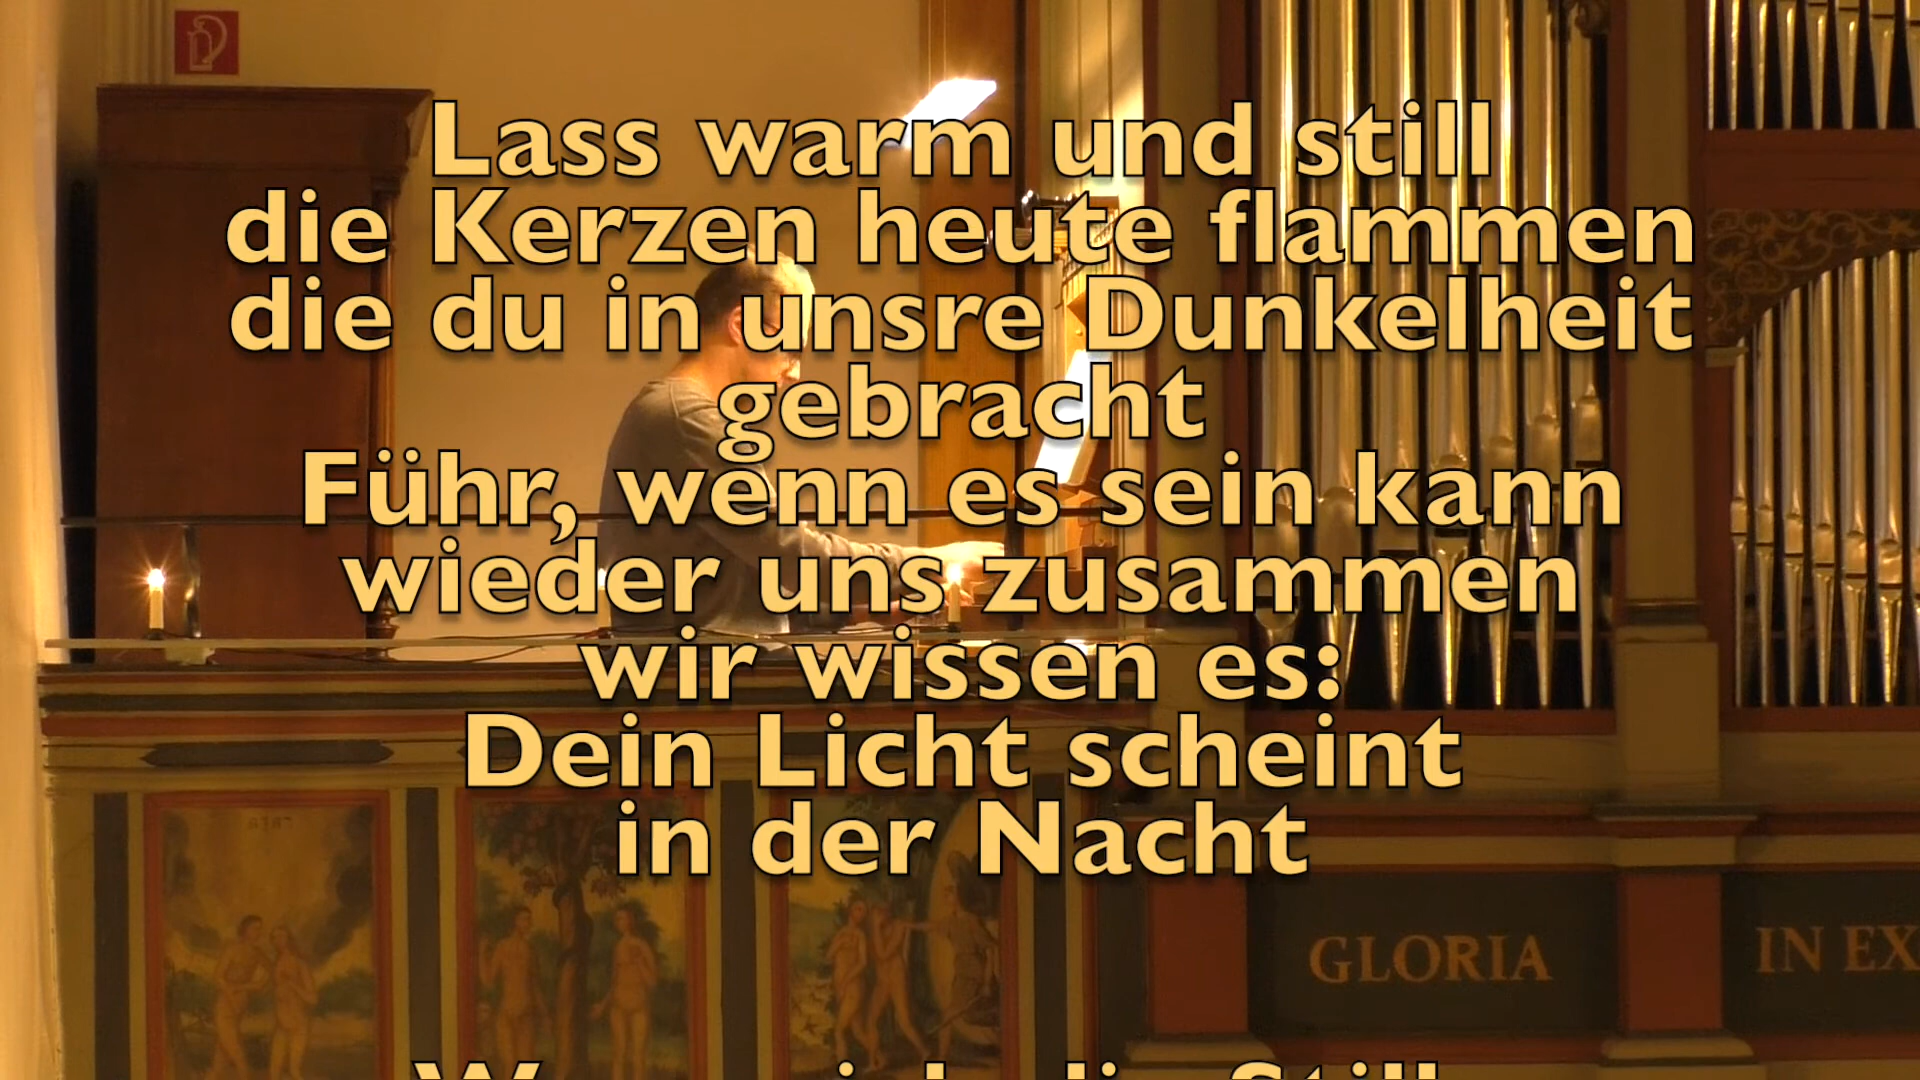 Lass warm und still
die Kerzen heute flammen
die du in unsre Dunkelheit
gebracht
Führ, wenn es sein kann
wieder uns zusammen
wir wissen es:
Dein Licht scheint
in der Nacht
GLORIA
IN EX